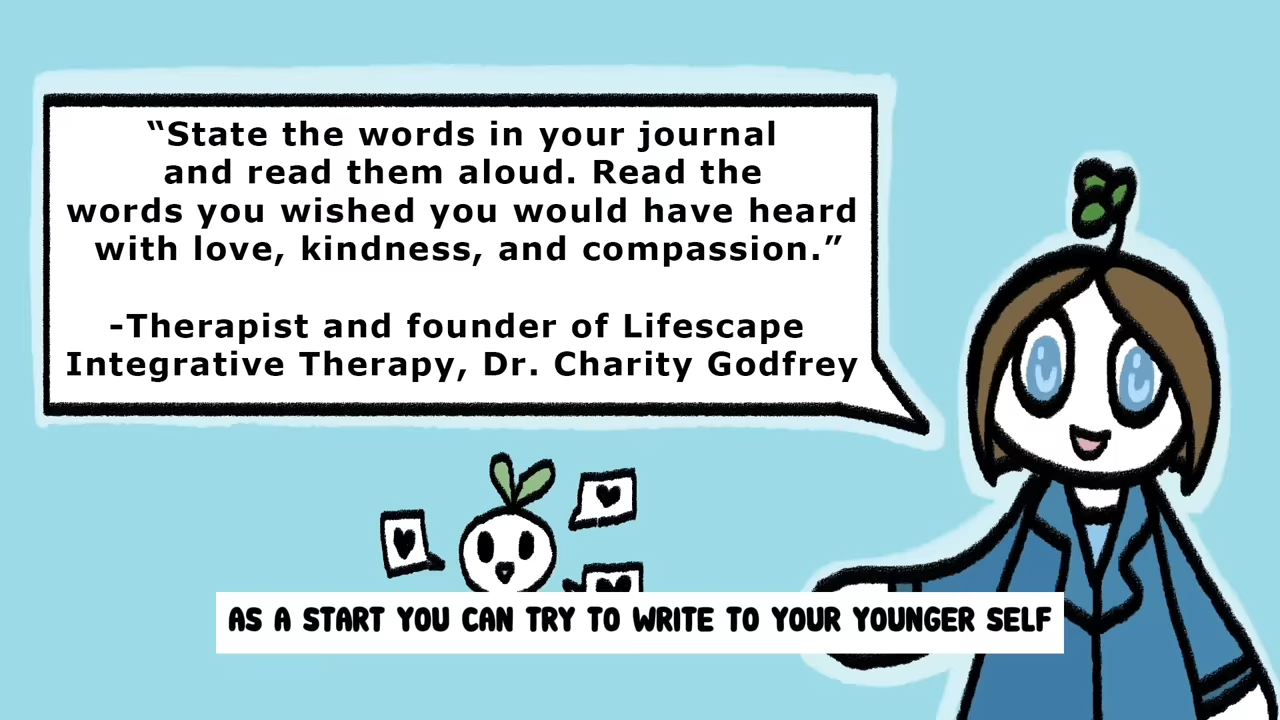 “State the words in your journal
and read them aloud. Read the
words you wished you would have heard
with love, kindness, and compassion.”
-Therapist and founder of Lifescape
Integrative Therapy, Dr. Charity Godfrey
AS A START YOU CAN TRY TO WRITE TO YOUR YOUNGER SELF